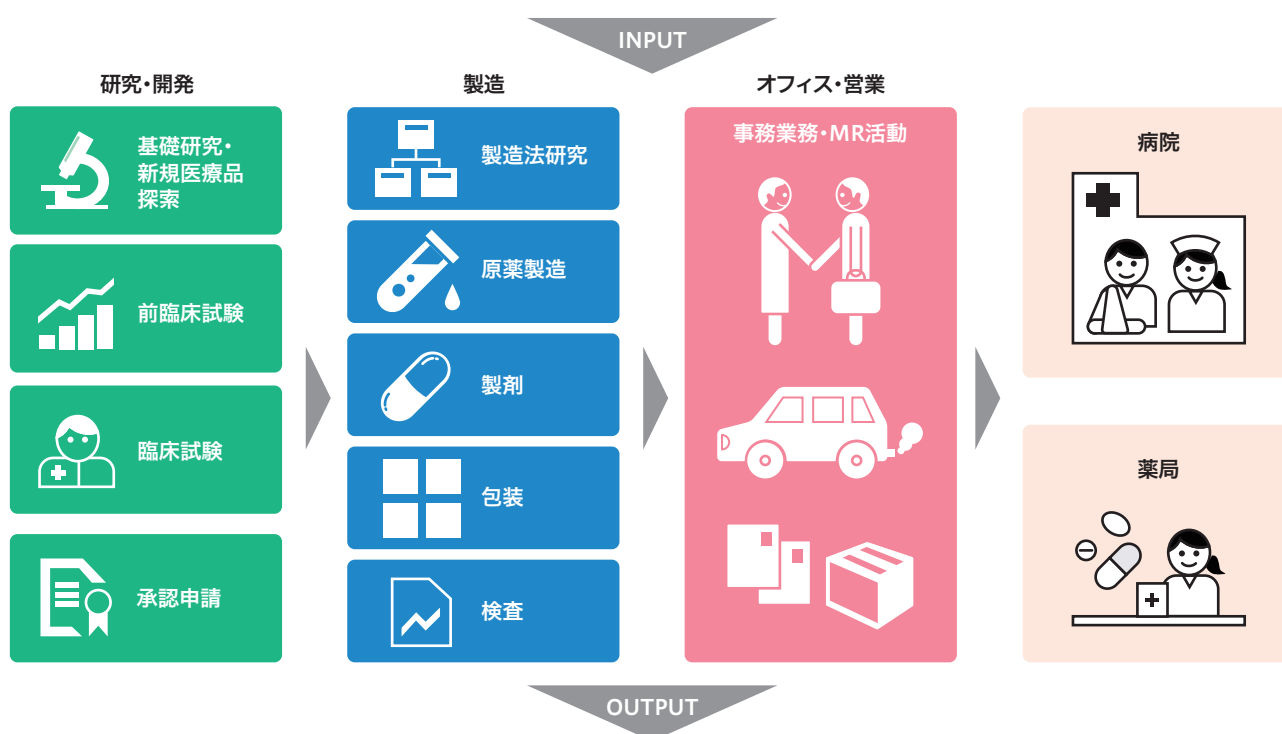 INPUT
研究・開発
基礎研究・
新規医療品
探索
前臨床試験
臨床試験
承認申請
製造
製造法研究
原薬製造
製剤
包装
検査
オフィス・営業
事務業務・MR活動
病院
薬局
OUTPUT